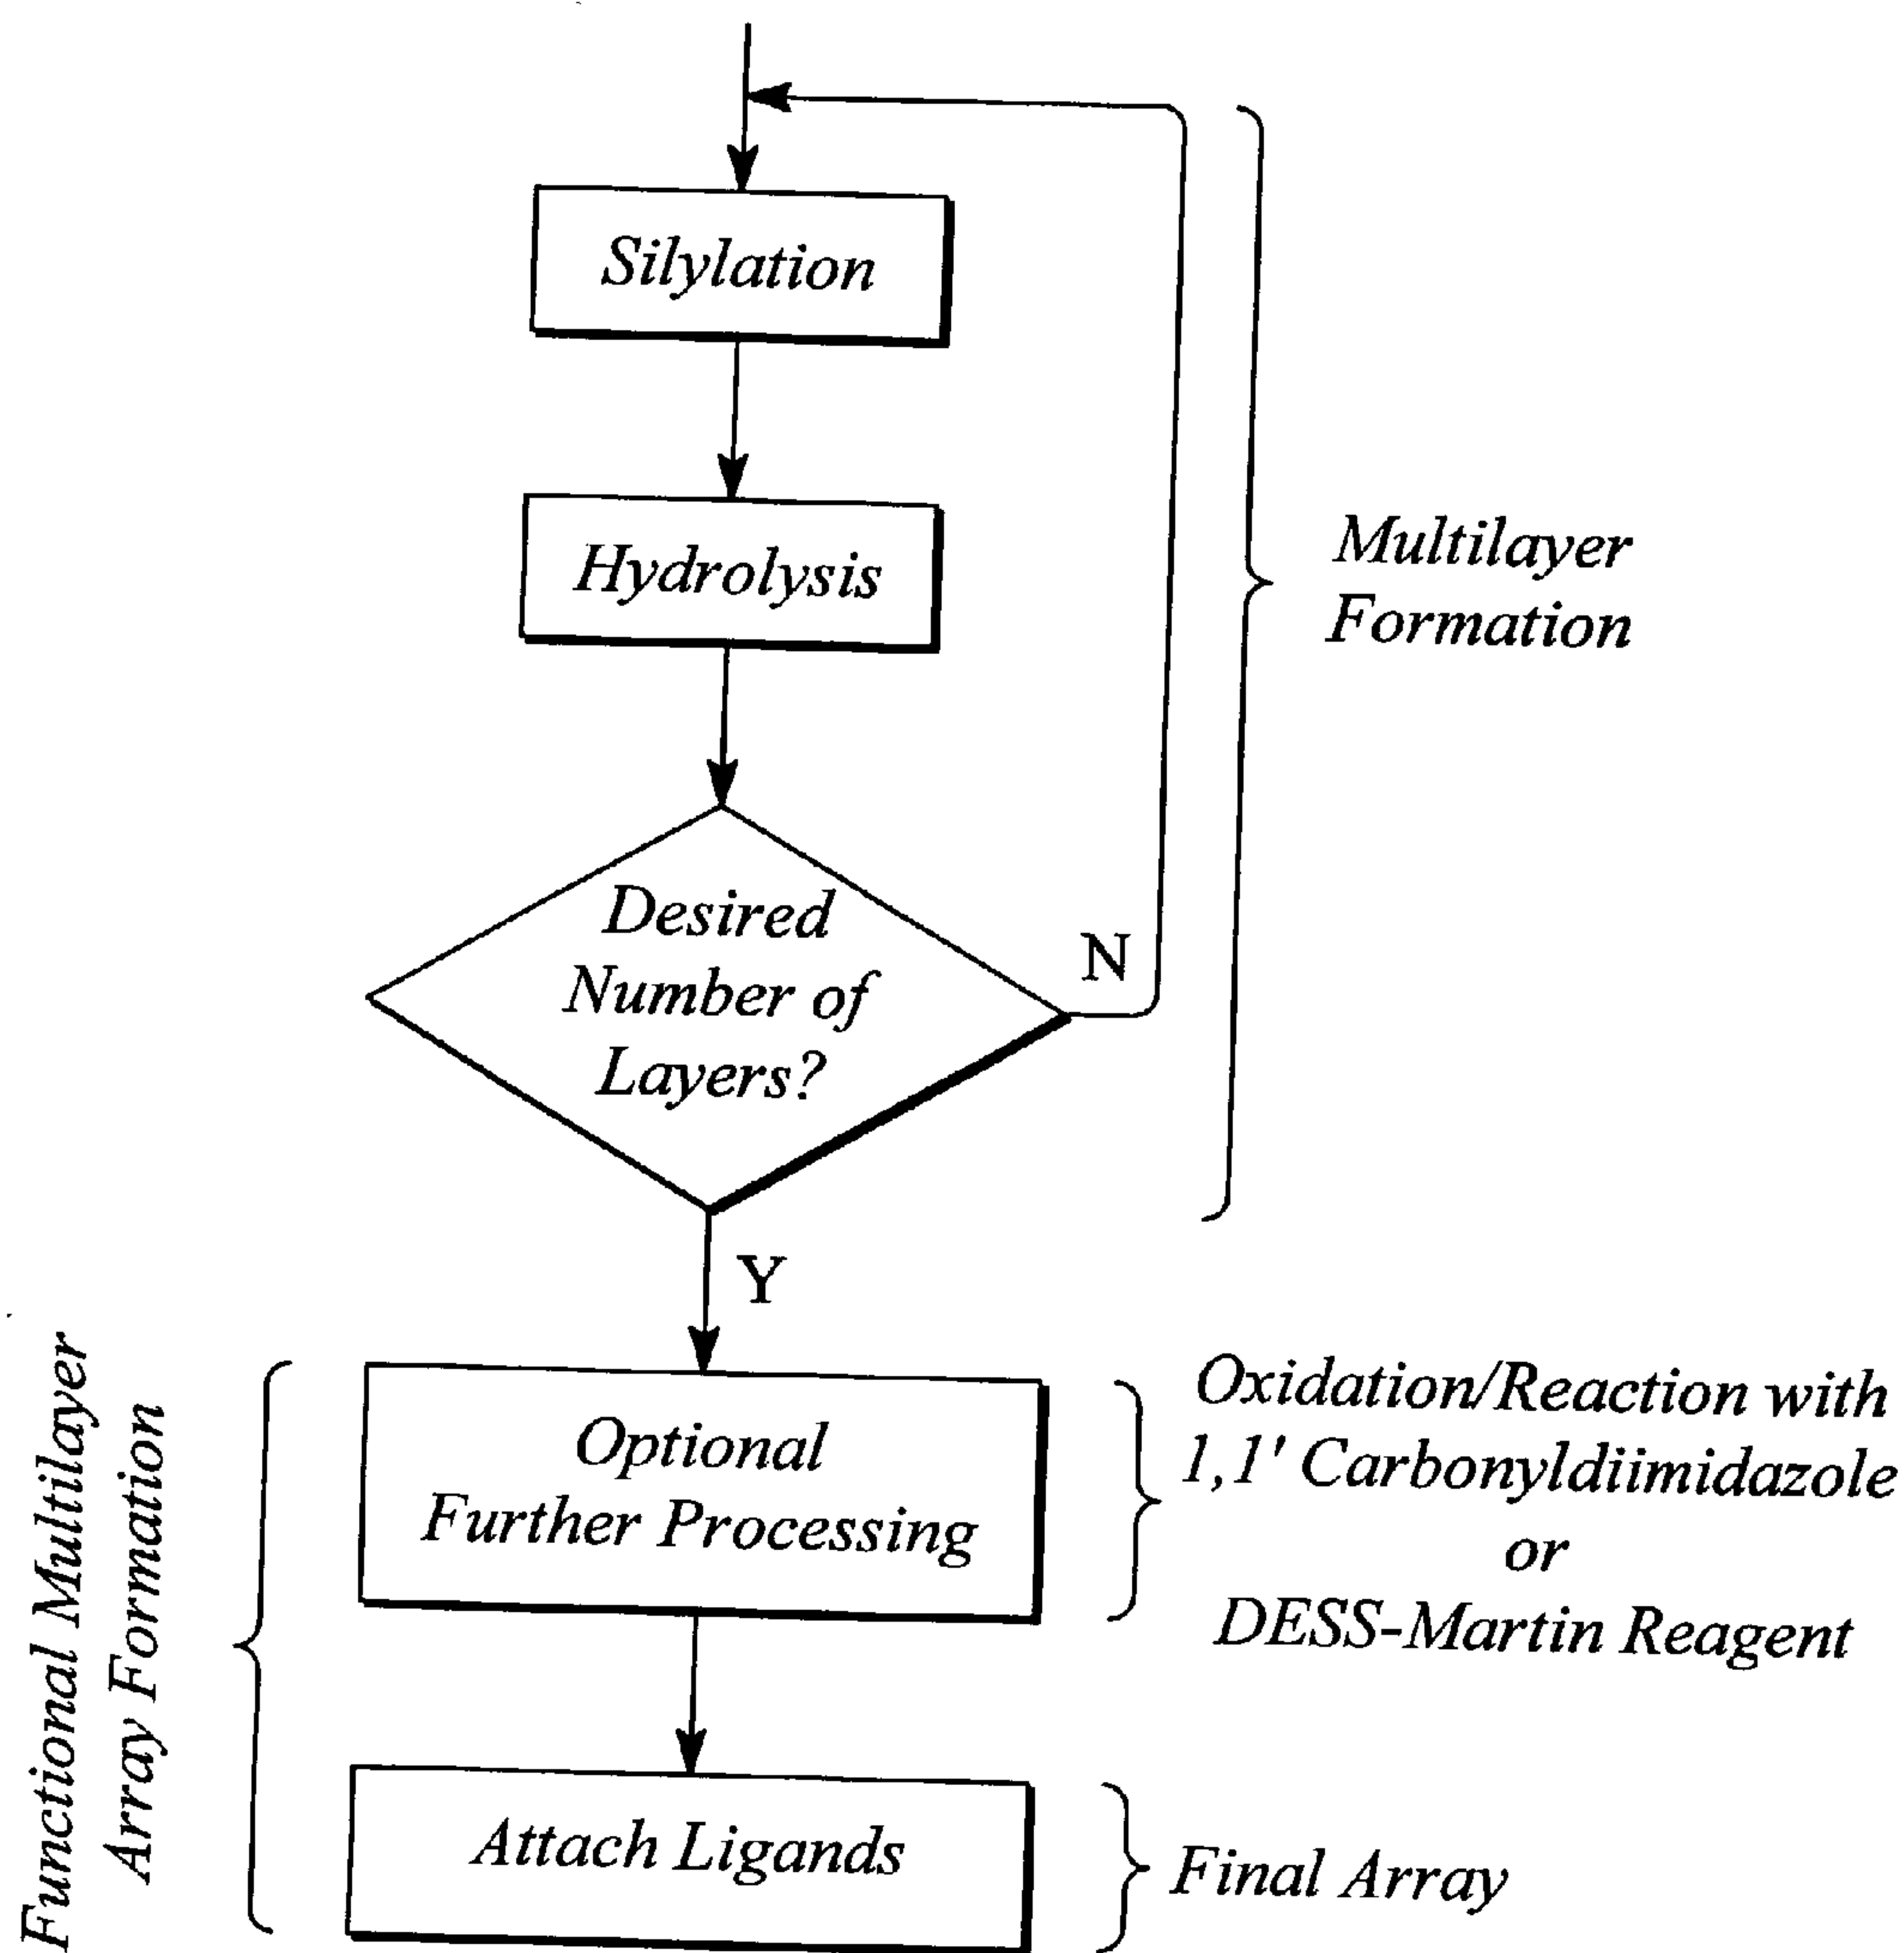 Silylation
Hydrolysis
Multilayer
Formation
Desired
Number of
Layers?
N
Y
Functional Multilayer
Array Formation
Optional
Further Processing
Oxidation/Reaction with
1,1' Carbonyldiimidazole
or
DESS-Martin Reagent
Attach Ligands
Final Array